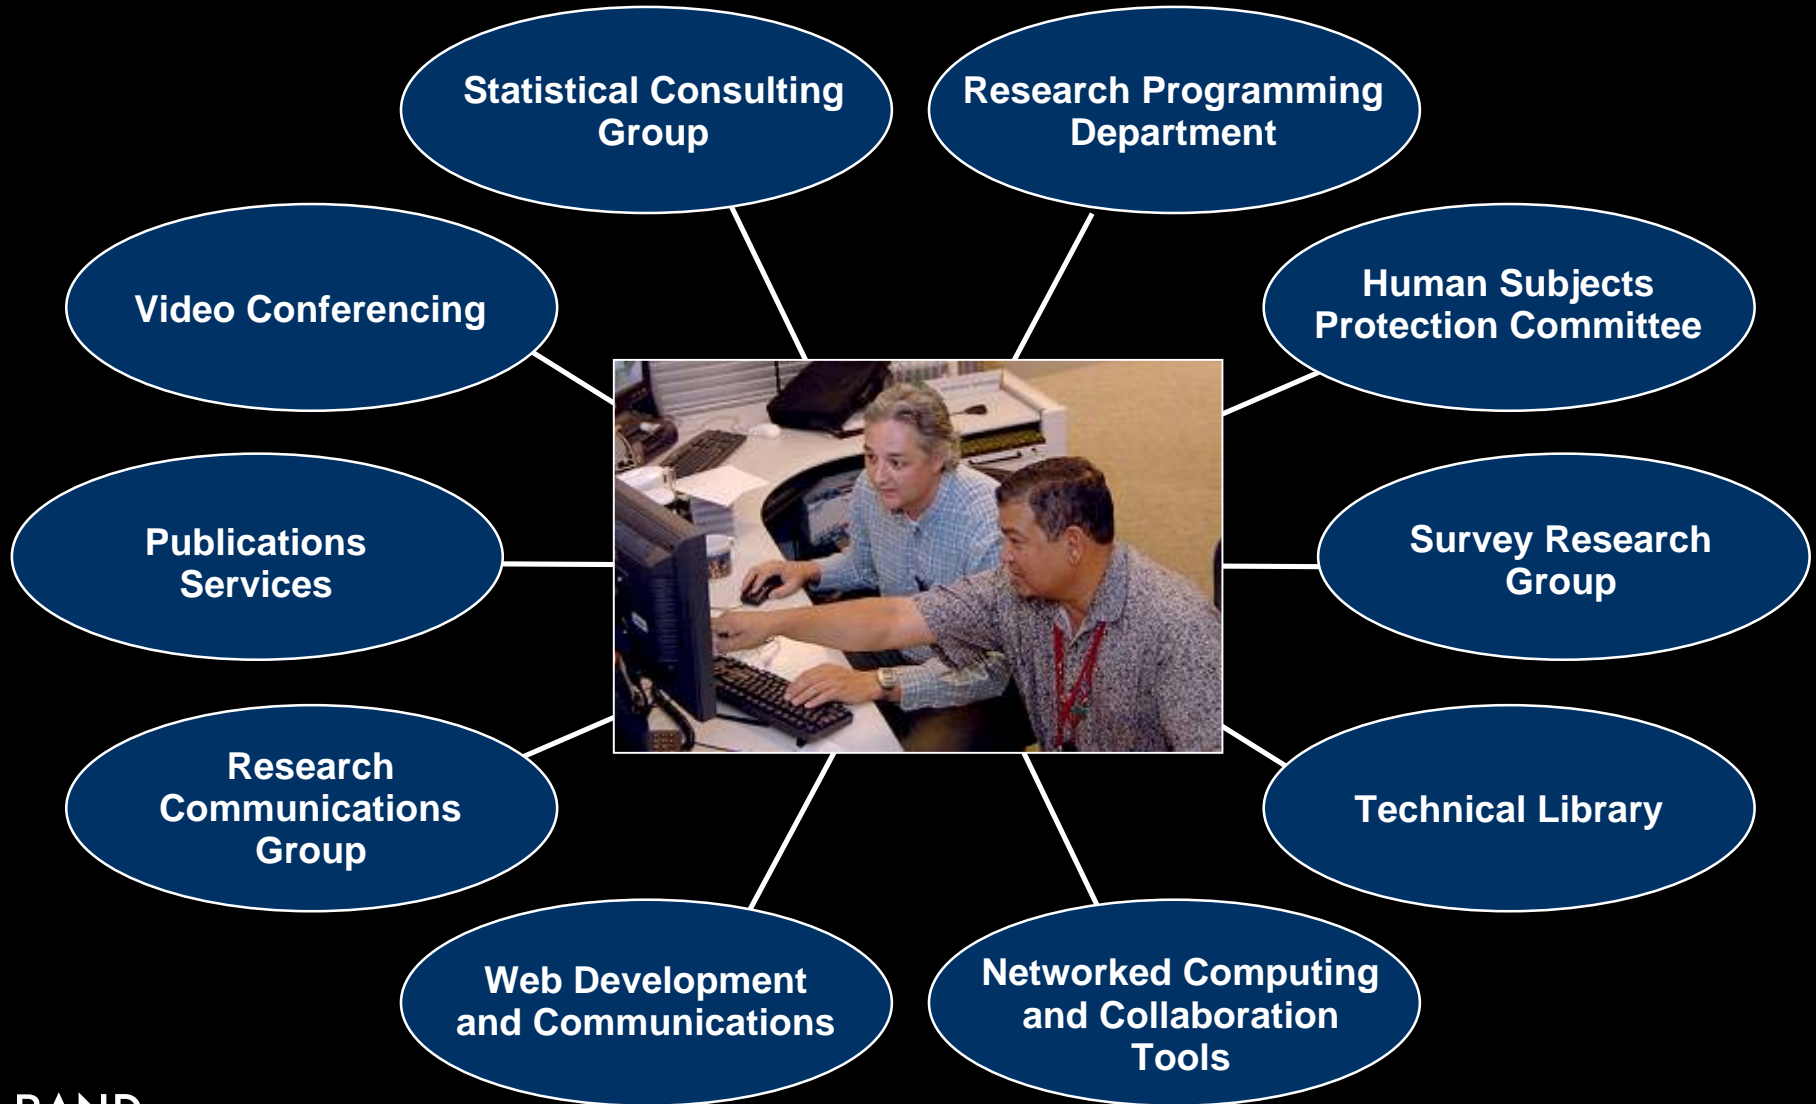 Statistical Consulting
Group
Research Programming
Department
Video Conferencing
Human Subjects
Protection Committee
Publications
Services
Survey Research
Group
Research
Communications
Group
Technical Library
Web Development
and Communications
Networked Computing
and Collaboration
Tools
RAND